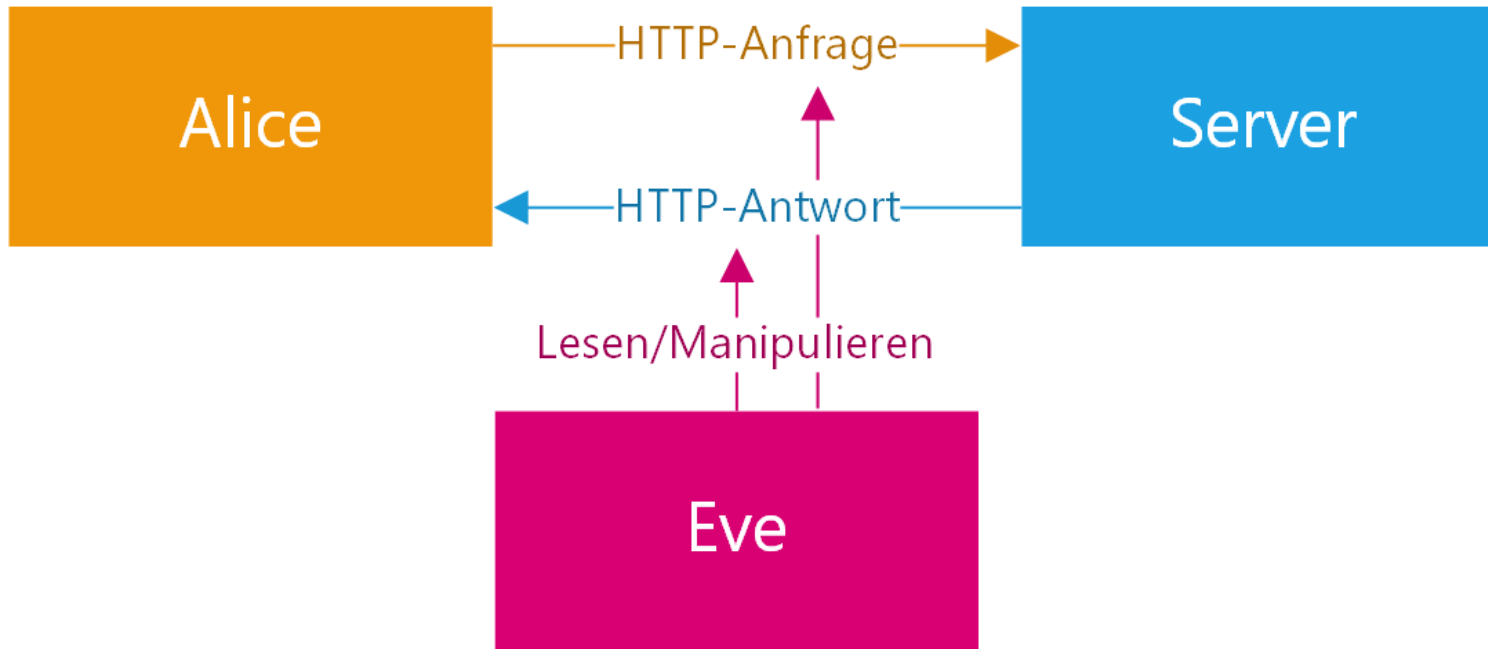 HTTP-Anfrage
Alice
Server
HTTP-Antwort
Lesen/Manipulieren
Eve